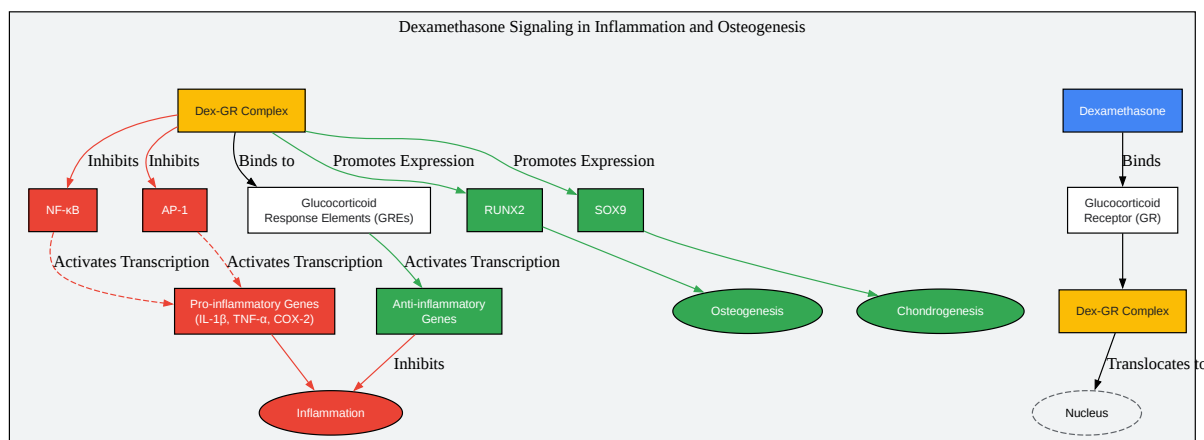 Dexamethasone Signaling in Inflammation and Osteogenesis
Dex-GR Complex
Dexamethasone
Inhibits
Inhibits
Binds to
Promotes Expression
Promotes Expression
Binds
NF-κB
AP-1
Glucocorticoid
Response Elements (GREs)
RUNX2
SOX9
Glucocorticoid
Receptor (GR)
Activates Transcription
Activates Transcription
Activates Transcription
Pro-inflammatory Genes
(IL-1β, TNF-α, COX-2)
Anti-inflammatory
Genes
Osteogenesis
Chondrogenesis
Dex-GR Complex
Inhibits
Translocates to
Inflammation
Nucleus